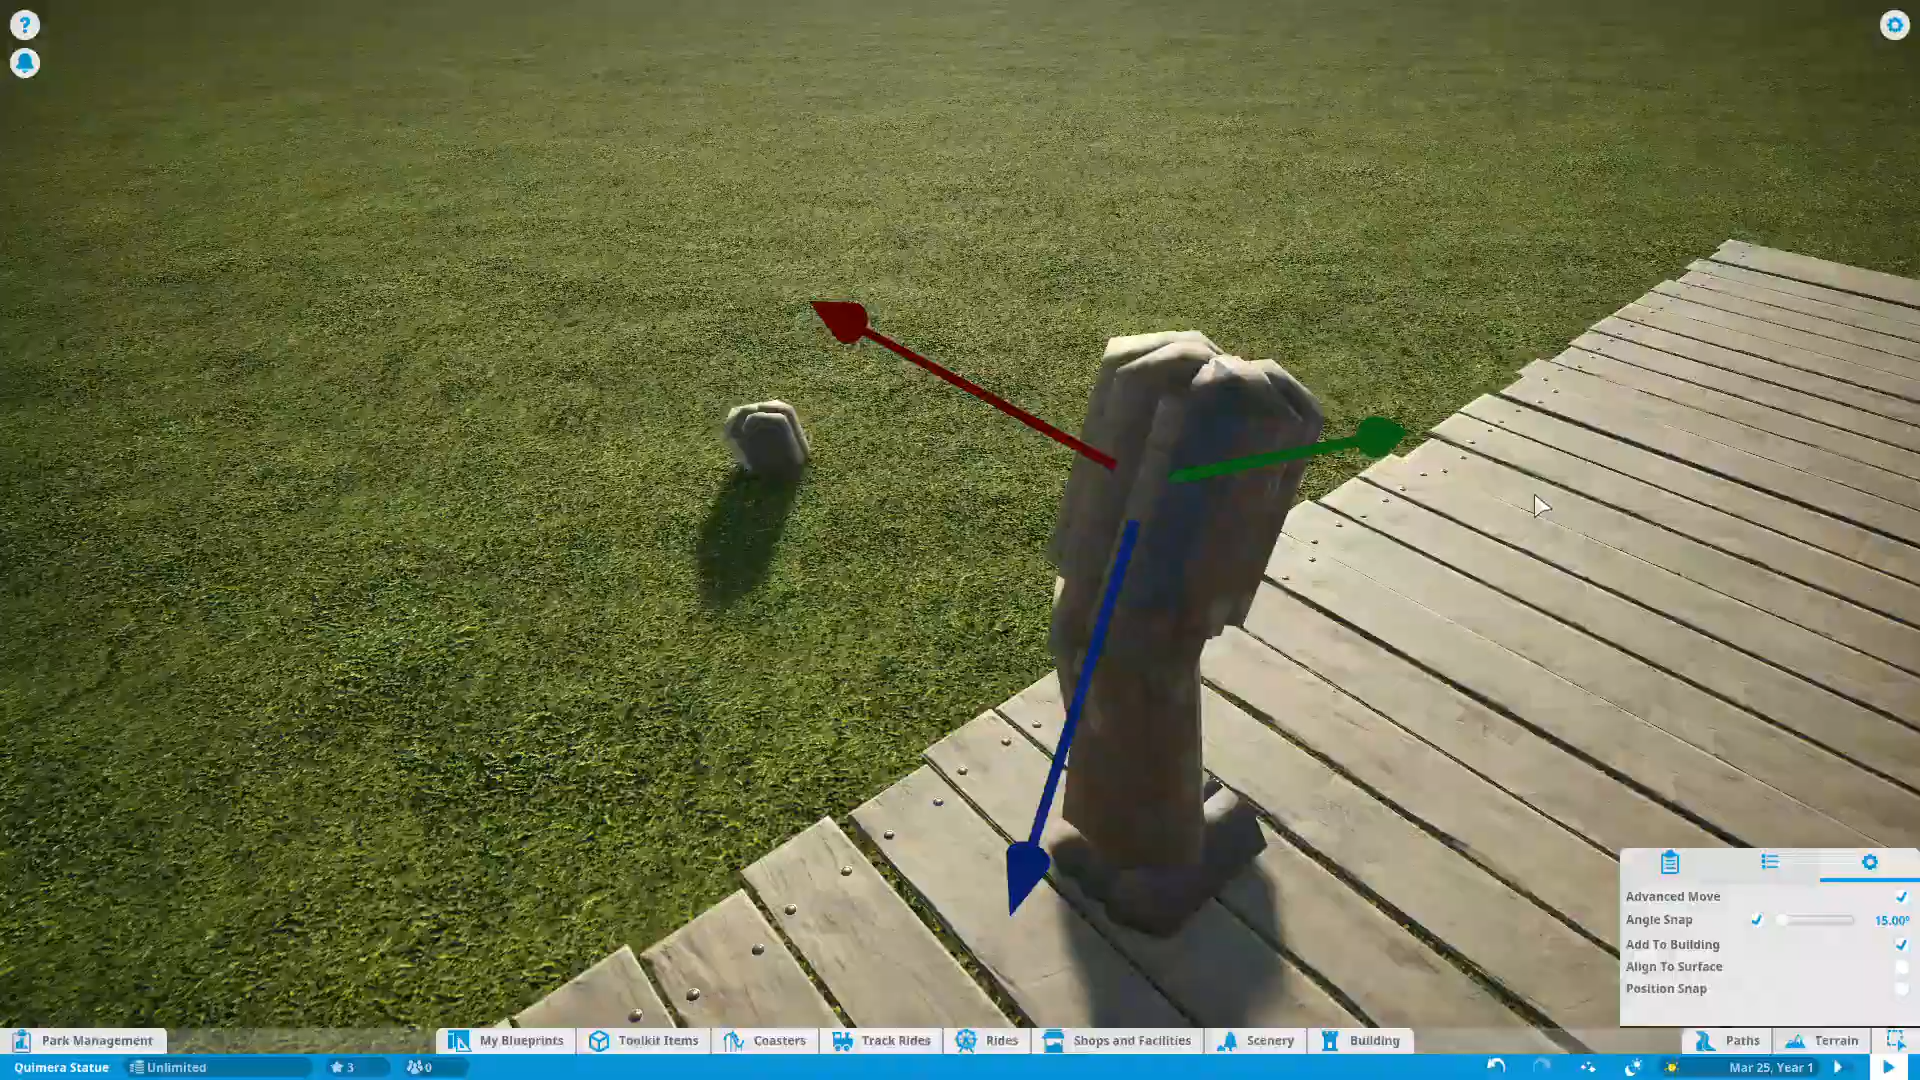 ?
Advanced Move
Angle Snap 15.00°
Add To Building
Align To Surface
Position Snap
Park Management
My Blueprints
Toolkit Items
Coasters
Track Rides
Rides
Shops and Facilities
Scenery
Building
Paths
Terrain
Quimera Statue
Unlimited
3
0
Mar 25, Year 1